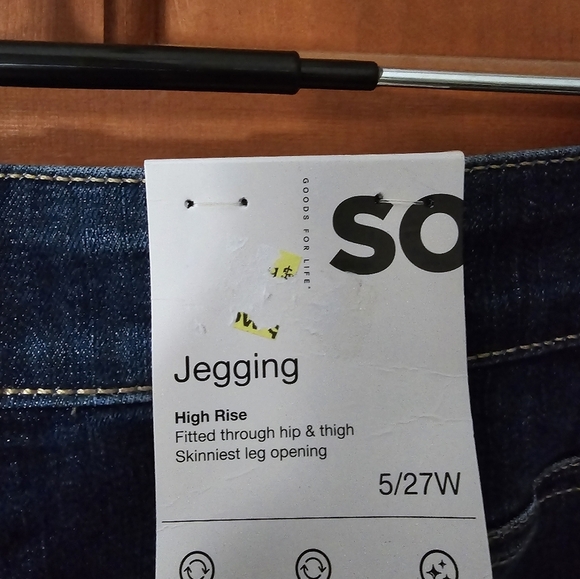 GOODS FOR LIFE
SO
Jegging
High Rise
Fitted through hip & thigh
Skinniest leg opening
5/27W